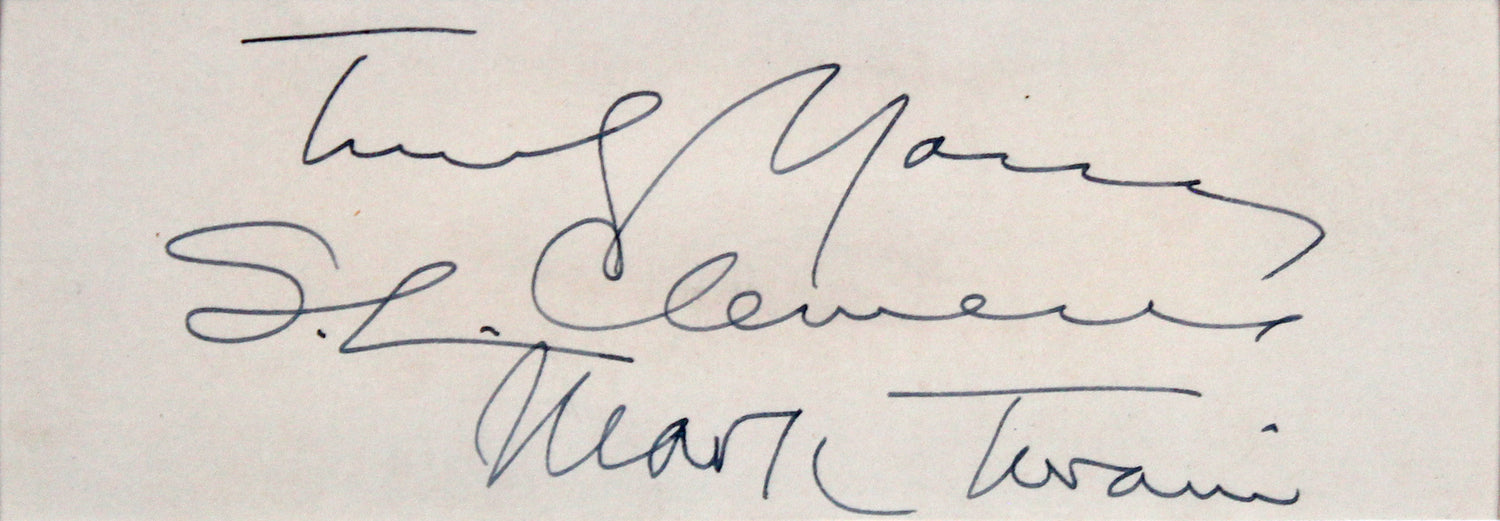 Truly Yours
S. L. Clemens
Mark Twain